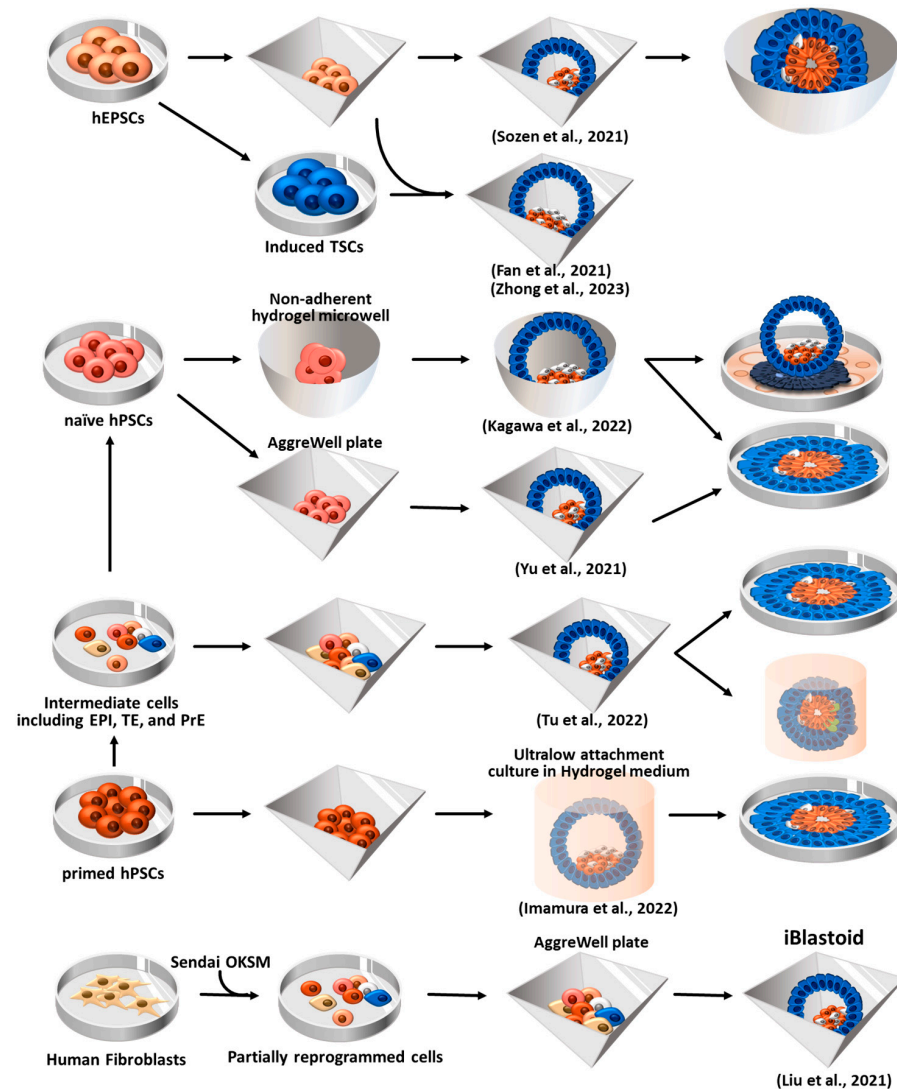 hEPSCs
(Sozen et al., 2021)
Induced TSCs
(Fan et al., 2021)
(Zhong et al., 2023)
Non-adherent
hydrogel microwell
naïve hPSCs
(Kagawa et al., 2022)
AggreWell plate
(Yu et al., 2021)
Intermediate cells
including EPI, TE, and PrE
(Tu et al., 2022)
Ultralow attachment
culture in Hydrogel medium
primed hPSCs
(Imamura et al., 2022)
AggreWell plate
iBlastoid
Sendai OKSM
Human Fibroblasts
Partially reprogrammed cells
(Liu et al., 2021)